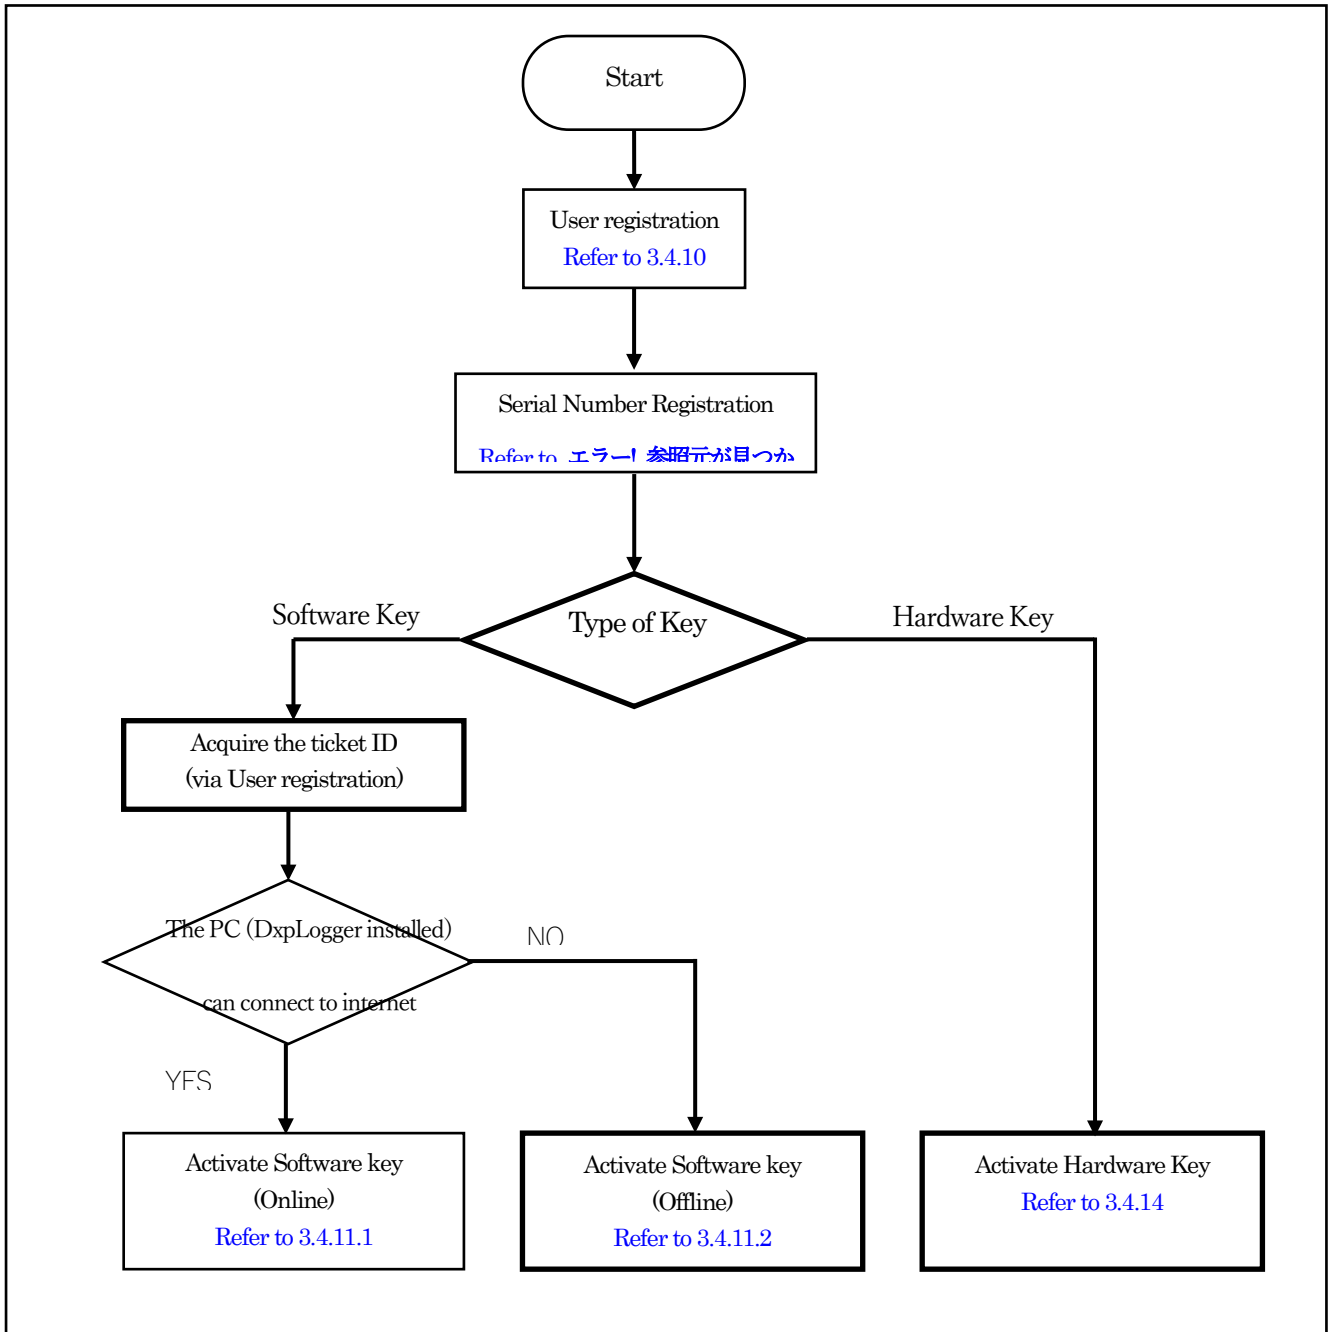 Start
User registration
Refer to 3.4.10
Serial Number Registration
Refer to エラー! 参照元が見つか
Type of Key
Software Key
Hardware Key
Acquire the ticket ID
(via User registration)
The PC (DxpLogger installed)
can connect to internet
NO
YES
Activate Software key
(Online)
Refer to 3.4.11.1
Activate Software key
(Offline)
Refer to 3.4.11.2
Activate Hardware Key
Refer to 3.4.14